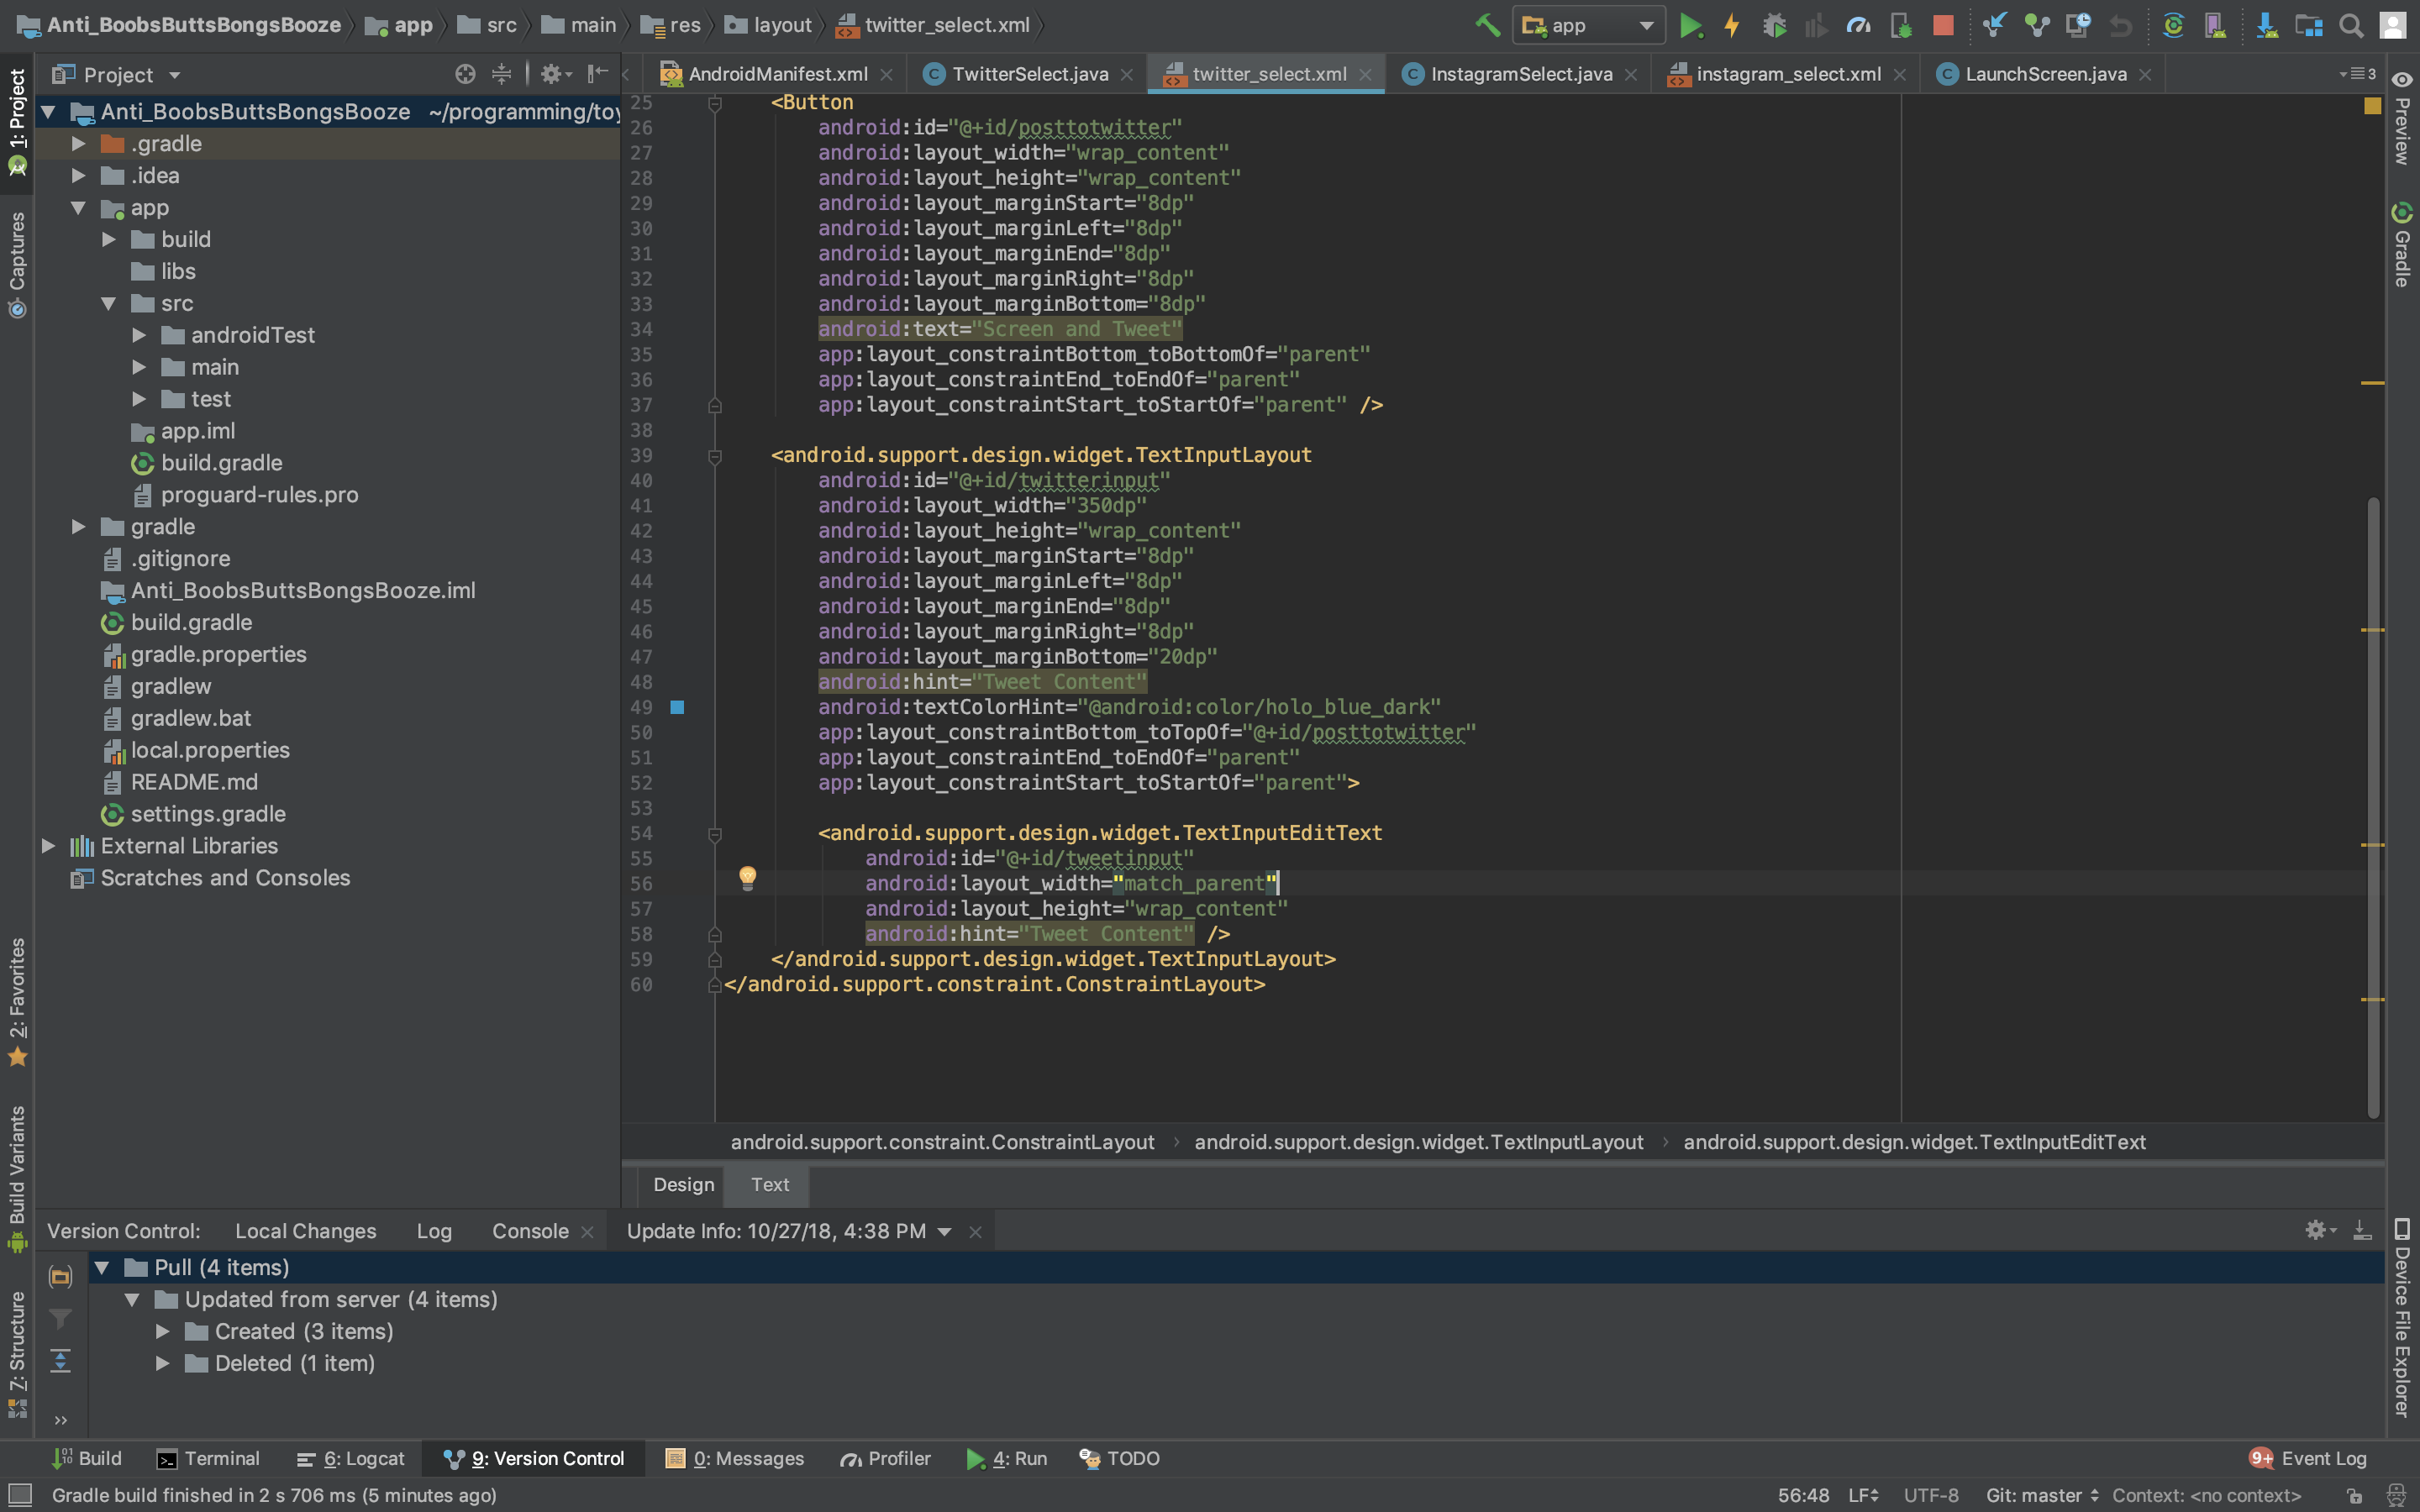 Anti_BoobsButtsBongsBooze app src main res layout twitter_select.xml app
1: Project
Captures
2: Favorites
Build Variants
Z: Structure
Project
Anti_BoobsButtsBongsBooze ~/programming/toy
.gradle
.idea
app
build
libs
src
androidTest
main
test
app.iml
build.gradle
proguard-rules.pro
gradle
.gitignore
Anti_BoobsButtsBongsBooze.iml
build.gradle
gradle.properties
gradlew
gradlew.bat
local.properties
README.md
settings.gradle
External Libraries
Scratches and Consoles
AndroidManifest.xml TwitterSelect.java twitter_select.xml InstagramSelect.java instagram_select.xml LaunchScreen.java 3
25 <Button
26 android:id="@+id/posttotwitter"
27 android:layout_width="wrap_content"
28 android:layout_height="wrap_content"
29 android:layout_marginStart="8dp"
30 android:layout_marginLeft="8dp"
31 android:layout_marginEnd="8dp"
32 android:layout_marginRight="8dp"
33 android:layout_marginBottom="8dp"
34 android:text="Screen and Tweet"
35 app:layout_constraintBottom_toBottomOf="parent"
36 app:layout_constraintEnd_toEndOf="parent"
37 app:layout_constraintStart_toStartOf="parent" />
38
39 <android.support.design.widget.TextInputLayout
40 android:id="@+id/twitterinput"
41 android:layout_width="350dp"
42 android:layout_height="wrap_content"
43 android:layout_marginStart="8dp"
44 android:layout_marginLeft="8dp"
45 android:layout_marginEnd="8dp"
46 android:layout_marginRight="8dp"
47 android:layout_marginBottom="20dp"
48 android:hint="Tweet Content"
49 android:textColorHint="@android:color/holo_blue_dark"
50 app:layout_constraintBottom_toTopOf="@+id/posttotwitter"
51 app:layout_constraintEnd_toEndOf="parent"
52 app:layout_constraintStart_toStartOf="parent">
53
54 <android.support.design.widget.TextInputEditText
55 android:id="@+id/tweetinput"
56 android:layout_width="match_parent"
57 android:layout_height="wrap_content"
58 android:hint="Tweet Content" />
59 </android.support.design.widget.TextInputLayout>
60 </android.support.constraint.ConstraintLayout>
android.support.constraint.ConstraintLayout › android.support.design.widget.TextInputLayout › android.support.design.widget.TextInputEditText
Design Text
Preview
Gradle
Device File Explorer
Version Control: Local Changes Log Console Update Info: 10/27/18, 4:38 PM
Pull (4 items)
Updated from server (4 items)
Created (3 items)
Deleted (1 item)
»
Build Terminal 6: Logcat 9: Version Control 0: Messages Profiler 4: Run TODO 9+ Event Log
Gradle build finished in 2 s 706 ms (5 minutes ago) 56:48 LF UTF-8 Git: master Context: <no context>